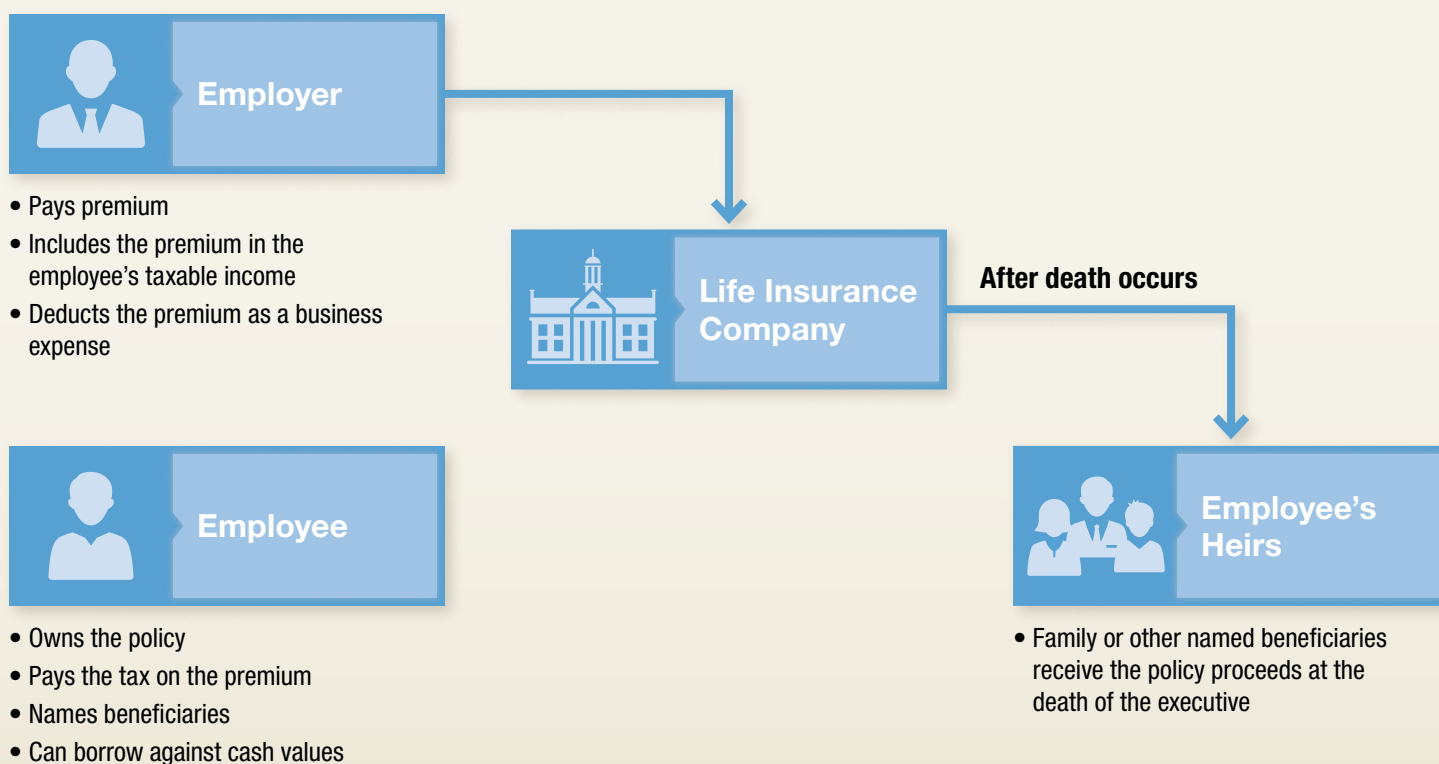 Employer
• Pays premium
• Includes the premium in the
employee’s taxable income
• Deducts the premium as a business
expense
Life Insurance
Company
After death occurs
Employee
• Owns the policy
• Pays the tax on the premium
• Names beneficiaries
• Can borrow against cash values
Employee’s
Heirs
• Family or other named beneficiaries
receive the policy proceeds at the
death of the executive